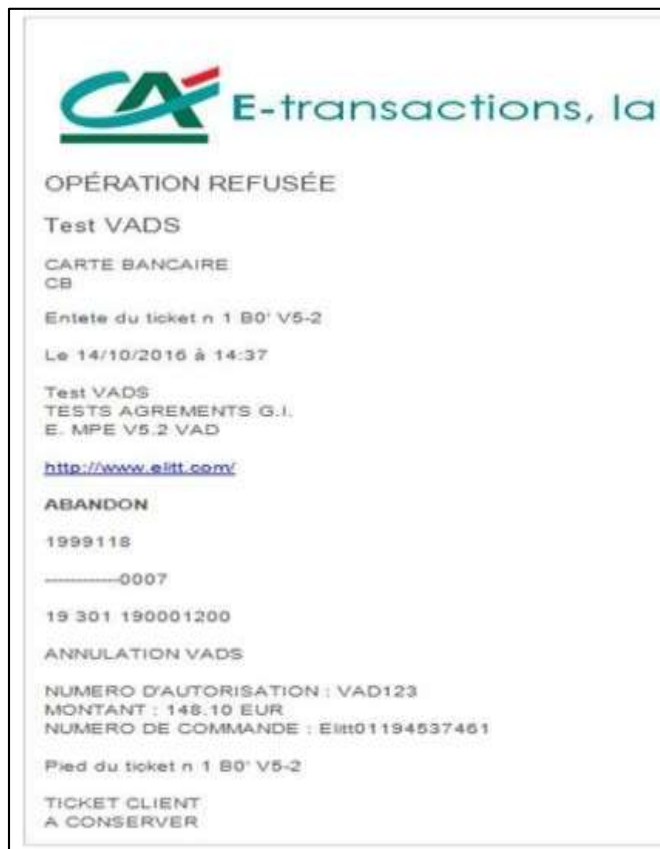 CA E-transactions, la
OPÉRATION REFUSÉE
Test VADS
CARTE BANCAIRE
CB
Entete du ticket n 1 B0' V5-2
Le 14/10/2016 à 14:37
Test VADS
TESTS AGREMENTS G.I.
E. MPE V5.2 VAD
http://www.elitt.com/
ABANDON
1999118
------------0007
19 301 190001200
ANNULATION VADS
NUMERO D'AUTORISATION : VAD123
MONTANT : 148.10 EUR
NUMERO DE COMMANDE : Elitt01194537461
Pied du ticket n 1 B0' V5-2
TICKET CLIENT
A CONSERVER